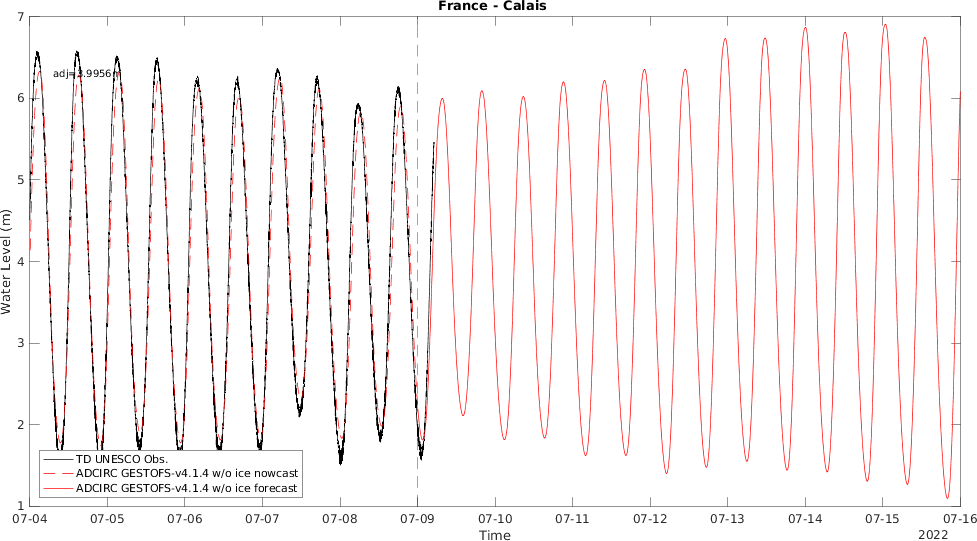 France - Calais
7
6
5
4
3
2
1
Water Level (m)
adj=3.9956m
TD UNESCO Obs.
ADCIRC GESTOFS-v4.1.4 w/o ice nowcast
ADCIRC GESTOFS-v4.1.4 w/o ice forecast
07-04 07-05 07-06 07-07 07-08 07-09 07-10 07-11 07-12 07-13 07-14 07-15 07-16
Time
2022